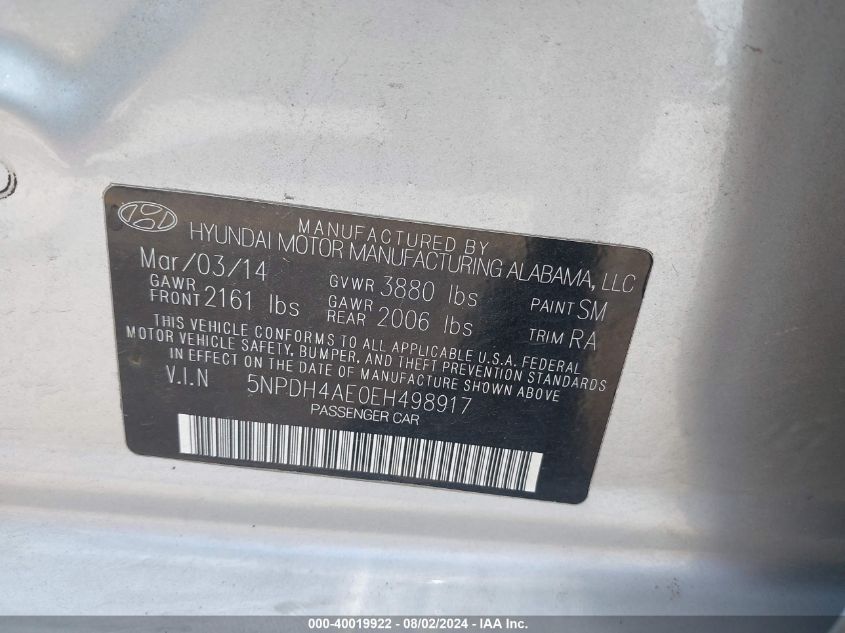 MANUFACTURED BY
HYUNDAI MOTOR MANUFACTURING ALABAMA, LLC
Mar/03/14 GVWR 3880 lbs PAINT SM
GAWR FRONT 2161 lbs GAWR REAR 2006 lbs TRIM RA
THIS VEHICLE CONFORMS TO ALL APPLICABLE U.S.A. FEDERAL
MOTOR VEHICLE SAFETY, BUMPER, AND THEFT PREVENTION STANDARDS
IN EFFECT ON THE DATE OF MANUFACTURE SHOWN ABOVE
V.I.N 5NPDH4AE0EH498917
PASSENGER CAR
000-40019922 - 08/02/2024 - IAA Inc.